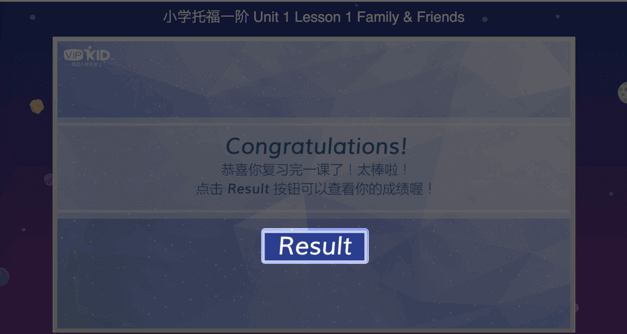 小学托福一阶 Unit 1 Lesson 1 Family & Friends
VIPKID
Congratulations!
恭喜你复习完一课了！太棒啦！
点击 Result 按钮可以查看你的成绩喔！
Result